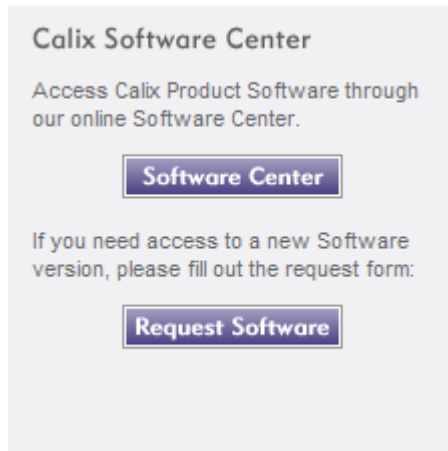 Calix Software Center
Access Calix Product Software through
our online Software Center.
Software Center
If you need access to a new Software
version, please fill out the request form:
Request Software